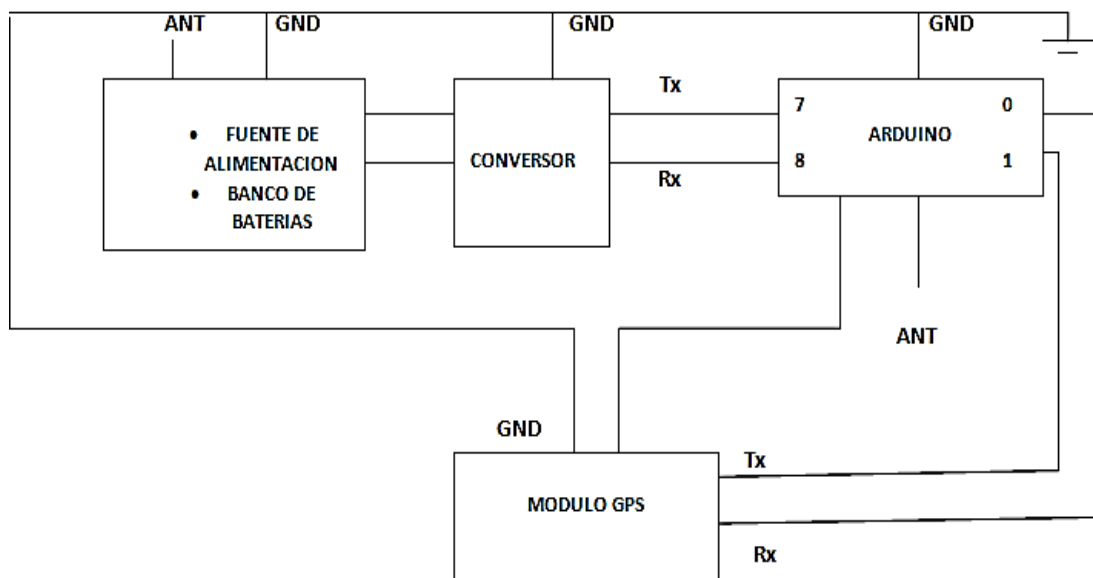 ANT
GND
GND
GND
Tx
7
0
• FUENTE DE
ALIMENTACION
• BANCO DE
BATERIAS
CONVERSOR
ARDUINO
8
1
Rx
ANT
GND
Tx
MODULO GPS
Rx